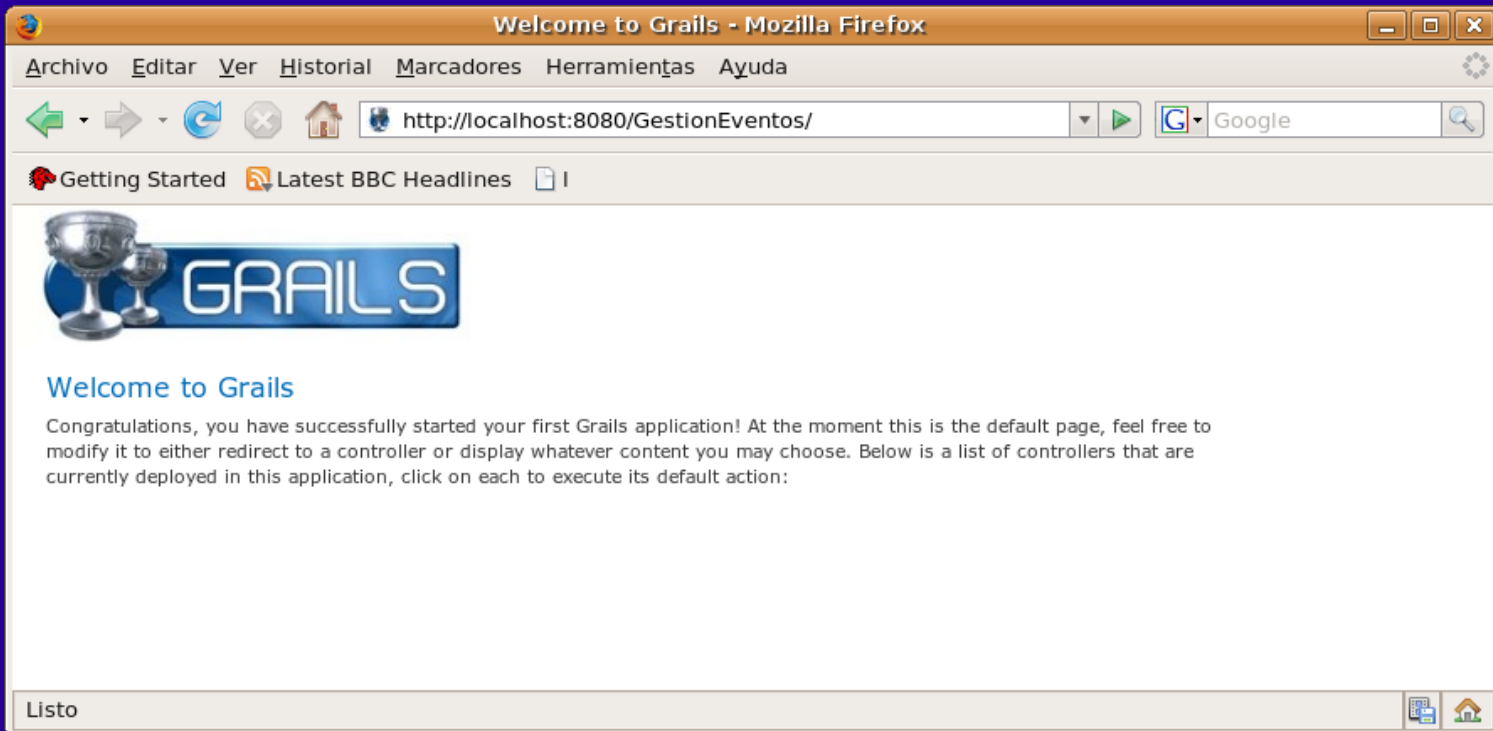 Welcome to Grails - Mozilla Firefox
Archivo Editar Ver Historial Marcadores Herramientas Ayuda
http://localhost:8080/GestionEventos/ G Google
Getting Started Latest BBC Headlines l
GRAILS
Welcome to Grails
Congratulations, you have successfully started your first Grails application! At the moment this is the default page, feel free to
modify it to either redirect to a controller or display whatever content you may choose. Below is a list of controllers that are
currently deployed in this application, click on each to execute its default action:
Listo